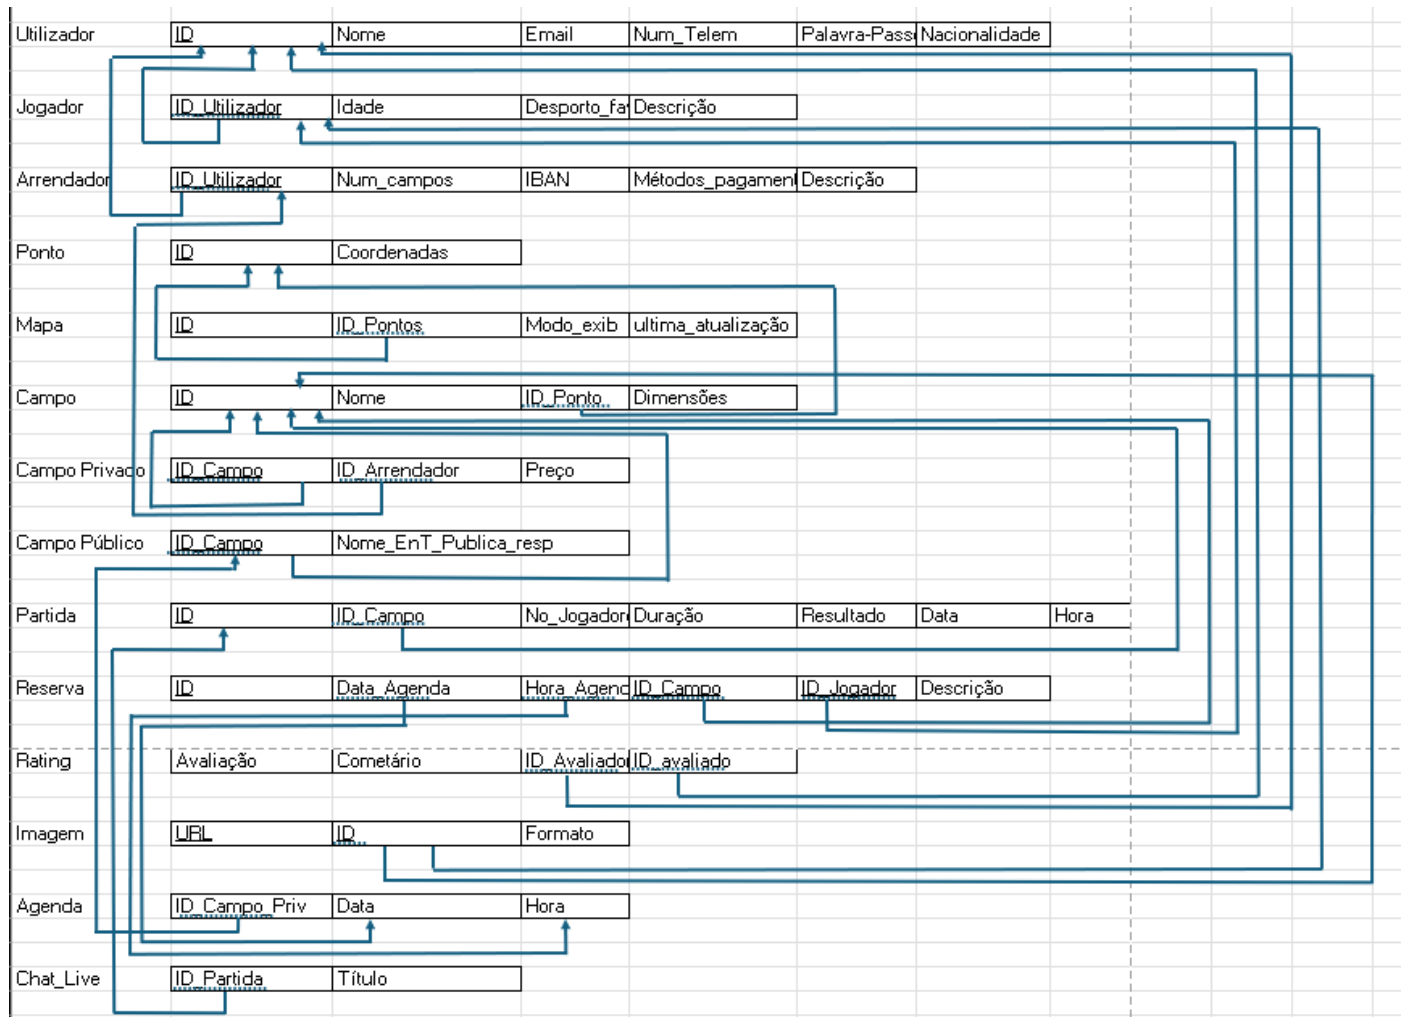 Utilizador ID Nome Email Num_Telem Palavra-Pass Nacionalidade
Jogador ID_Utilizador Idade Desporto_fa Descrição
Arrendador ID_Utilizador Num_campos IBAN Métodos_pagamen Descrição
Ponto ID Coordenadas
Mapa ID ID_Pontos Modo_exib ultima_atualização
Campo ID Nome ID_Ponto Dimensões
Campo Privado ID_Campo ID_Arrendador Preço
Campo Público ID_Campo Nome_EnT_Publica_resp
Partida ID ID_Campo No_Jogador Duração Resultado Data Hora
Reserva ID Data_Agenda Hora_Agend ID_Campo ID_Jogador Descrição
Rating Avaliação Cometário ID_Avaliador ID_avaliado
Imagem URL ID Formato
Agenda ID_Campo_Priv Data Hora
Chat_Live ID_Partida Título